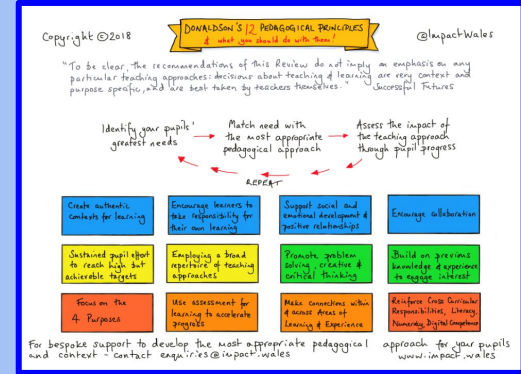 Copyright ©2018
DONALDSON'S 12 PEDAGOGICAL PRINCIPLES
& what you should do with them!
@ImpactWales
"To be clear, the recommendations of this Review do not imply an emphasis on any
particular teaching approaches: decisions about teaching & learning are very context and
purpose specific, and are best taken by teachers themselves." Successful Futures
Identify your pupils'
greatest needs
Match need with
the most appropriate
pedagogical approach
Assess the impact of
the teaching approach
through pupil progress
REPEAT
Create authentic
contexts for learning
Encourage learners to
take responsibility for
their own learning
Support social and
emotional development &
positive relationships
Encourage collaboration
Sustained pupil effort
to reach high but
achievable targets
Employing a broad
repertoire of teaching
approaches
Promote problem
solving, creative &
critical thinking
Build on previous
knowledge & experience
to engage interest
Focus on the
4 Purposes
Use assessment for
learning to accelerate
progress
Make connections within
& across Areas of
Learning & Experience
Reinforce Cross Curricular
Responsibilities, Literacy,
Numeracy, Digital Competence
For bespoke support to develop the most appropriate pedagogical approach for your pupils
and context - contact enquiries@impact.wales www.impact.wales